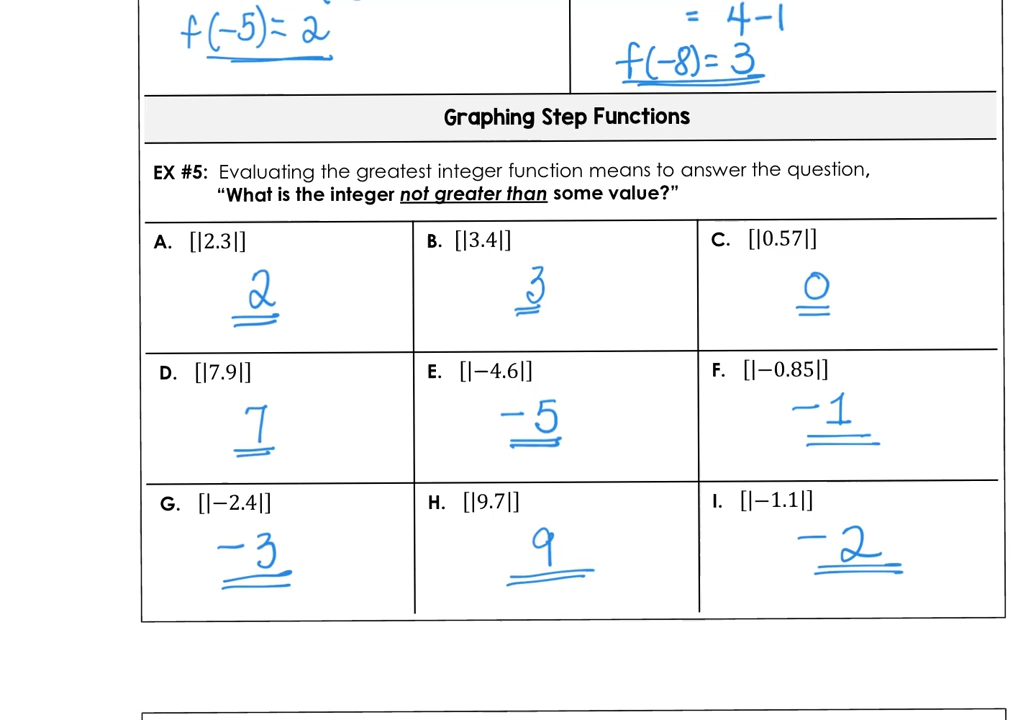 f(-5)= 2
= 4-1
f(-8)= 3
Graphing Step Functions
EX #5: Evaluating the greatest integer function means to answer the question,
“What is the integer not greater than some value?”
A. [|2.3|]
2
B. [|3.4|]
3
C. [|0.57|]
0
D. [|7.9|]
7
E. [|−4.6|]
-5
F. [|−0.85|]
-1
G. [|−2.4|]
-3
H. [|9.7|]
9
I. [|−1.1|]
-2